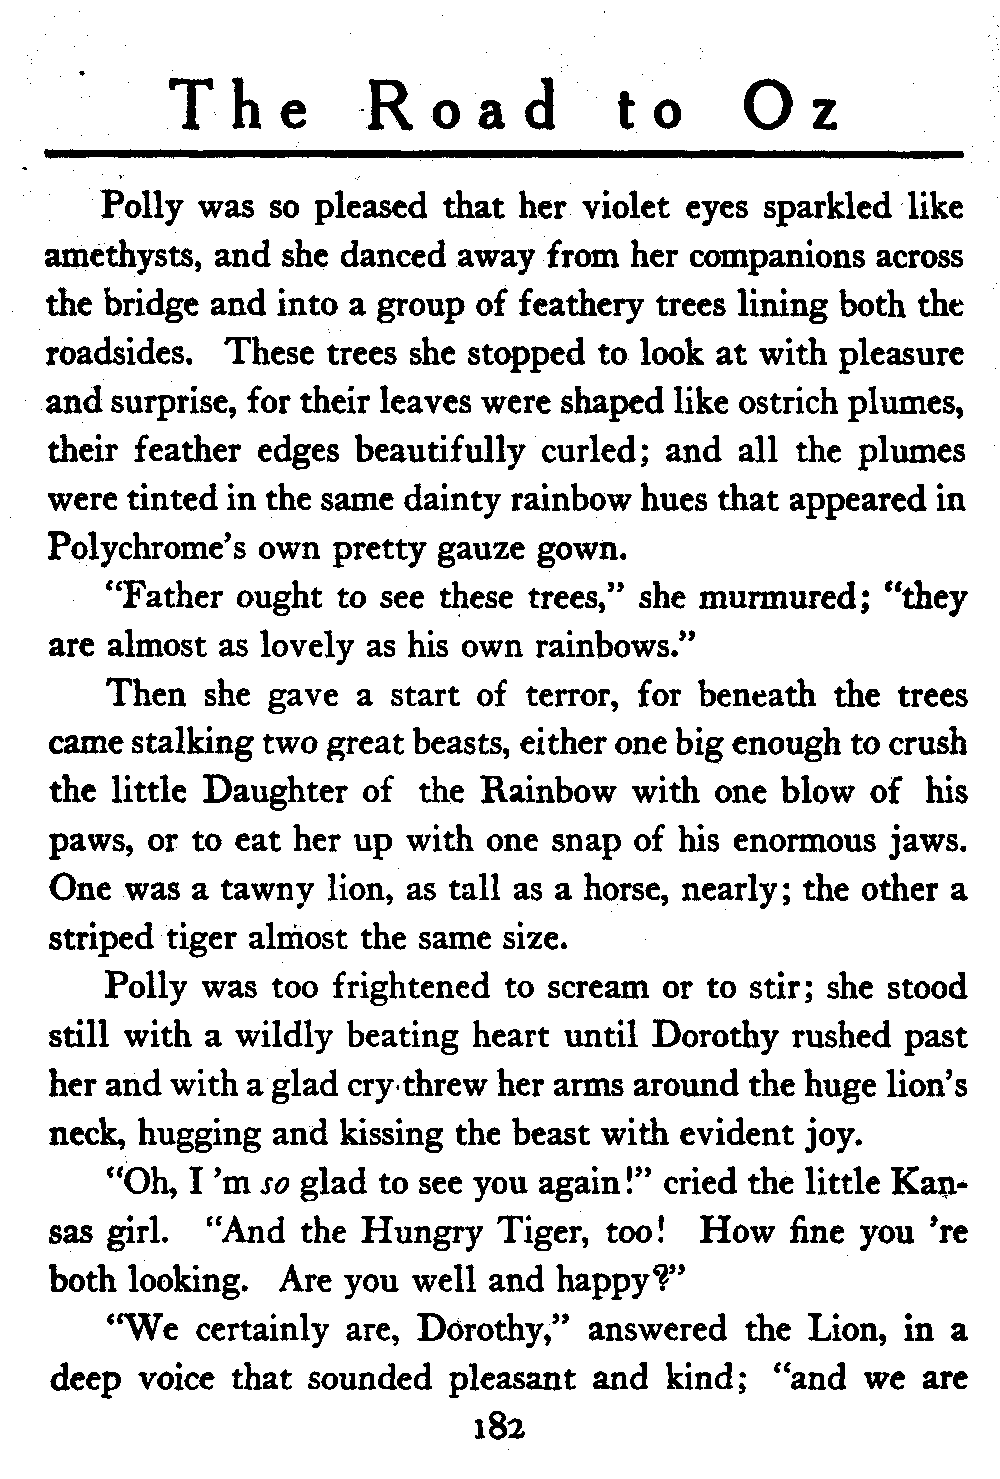 The Road to Oz
Polly was so pleased that her violet eyes sparkled like
amethysts, and she danced away from her companions across
the bridge and into a group of feathery trees lining both the
roadsides. These trees she stopped to look at with pleasure
and surprise, for their leaves were shaped like ostrich plumes,
their feather edges beautifully curled; and all the plumes
were tinted in the same dainty rainbow hues that appeared in
Polychrome's own pretty gauze gown.
“Father ought to see these trees,” she murmured; “they
are almost as lovely as his own rainbows.”
Then she gave a start of terror, for beneath the trees
came stalking two great beasts, either one big enough to crush
the little Daughter of the Rainbow with one blow of his
paws, or to eat her up with one snap of his enormous jaws.
One was a tawny lion, as tall as a horse, nearly; the other a
striped tiger almost the same size.
Polly was too frightened to scream or to stir; she stood
still with a wildly beating heart until Dorothy rushed past
her and with a glad cry threw her arms around the huge lion's
neck, hugging and kissing the beast with evident joy.
“Oh, I 'm so glad to see you again!” cried the little Kan-
sas girl. “And the Hungry Tiger, too! How fine you 're
both looking. Are you well and happy?”
“We certainly are, Dorothy,” answered the Lion, in a
deep voice that sounded pleasant and kind; “and we are
182